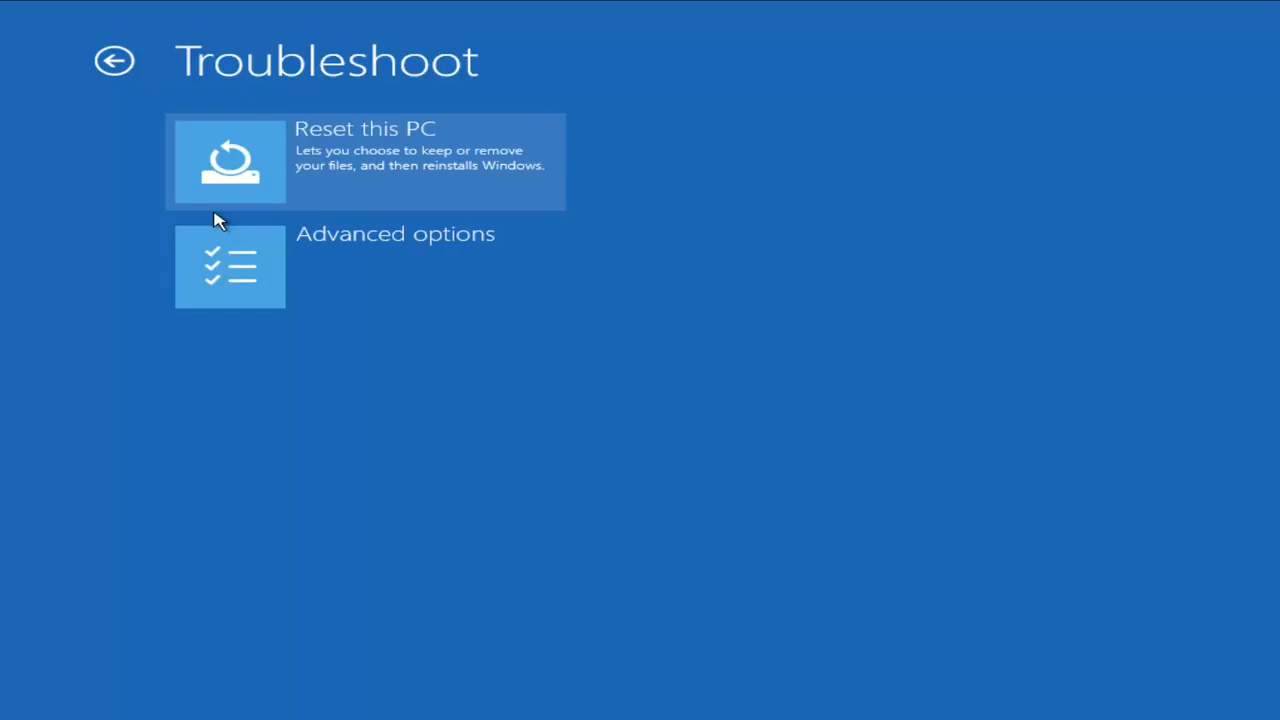 Troubleshoot
Reset this PC
Lets you choose to keep or remove
your files, and then reinstalls Windows.
Advanced options